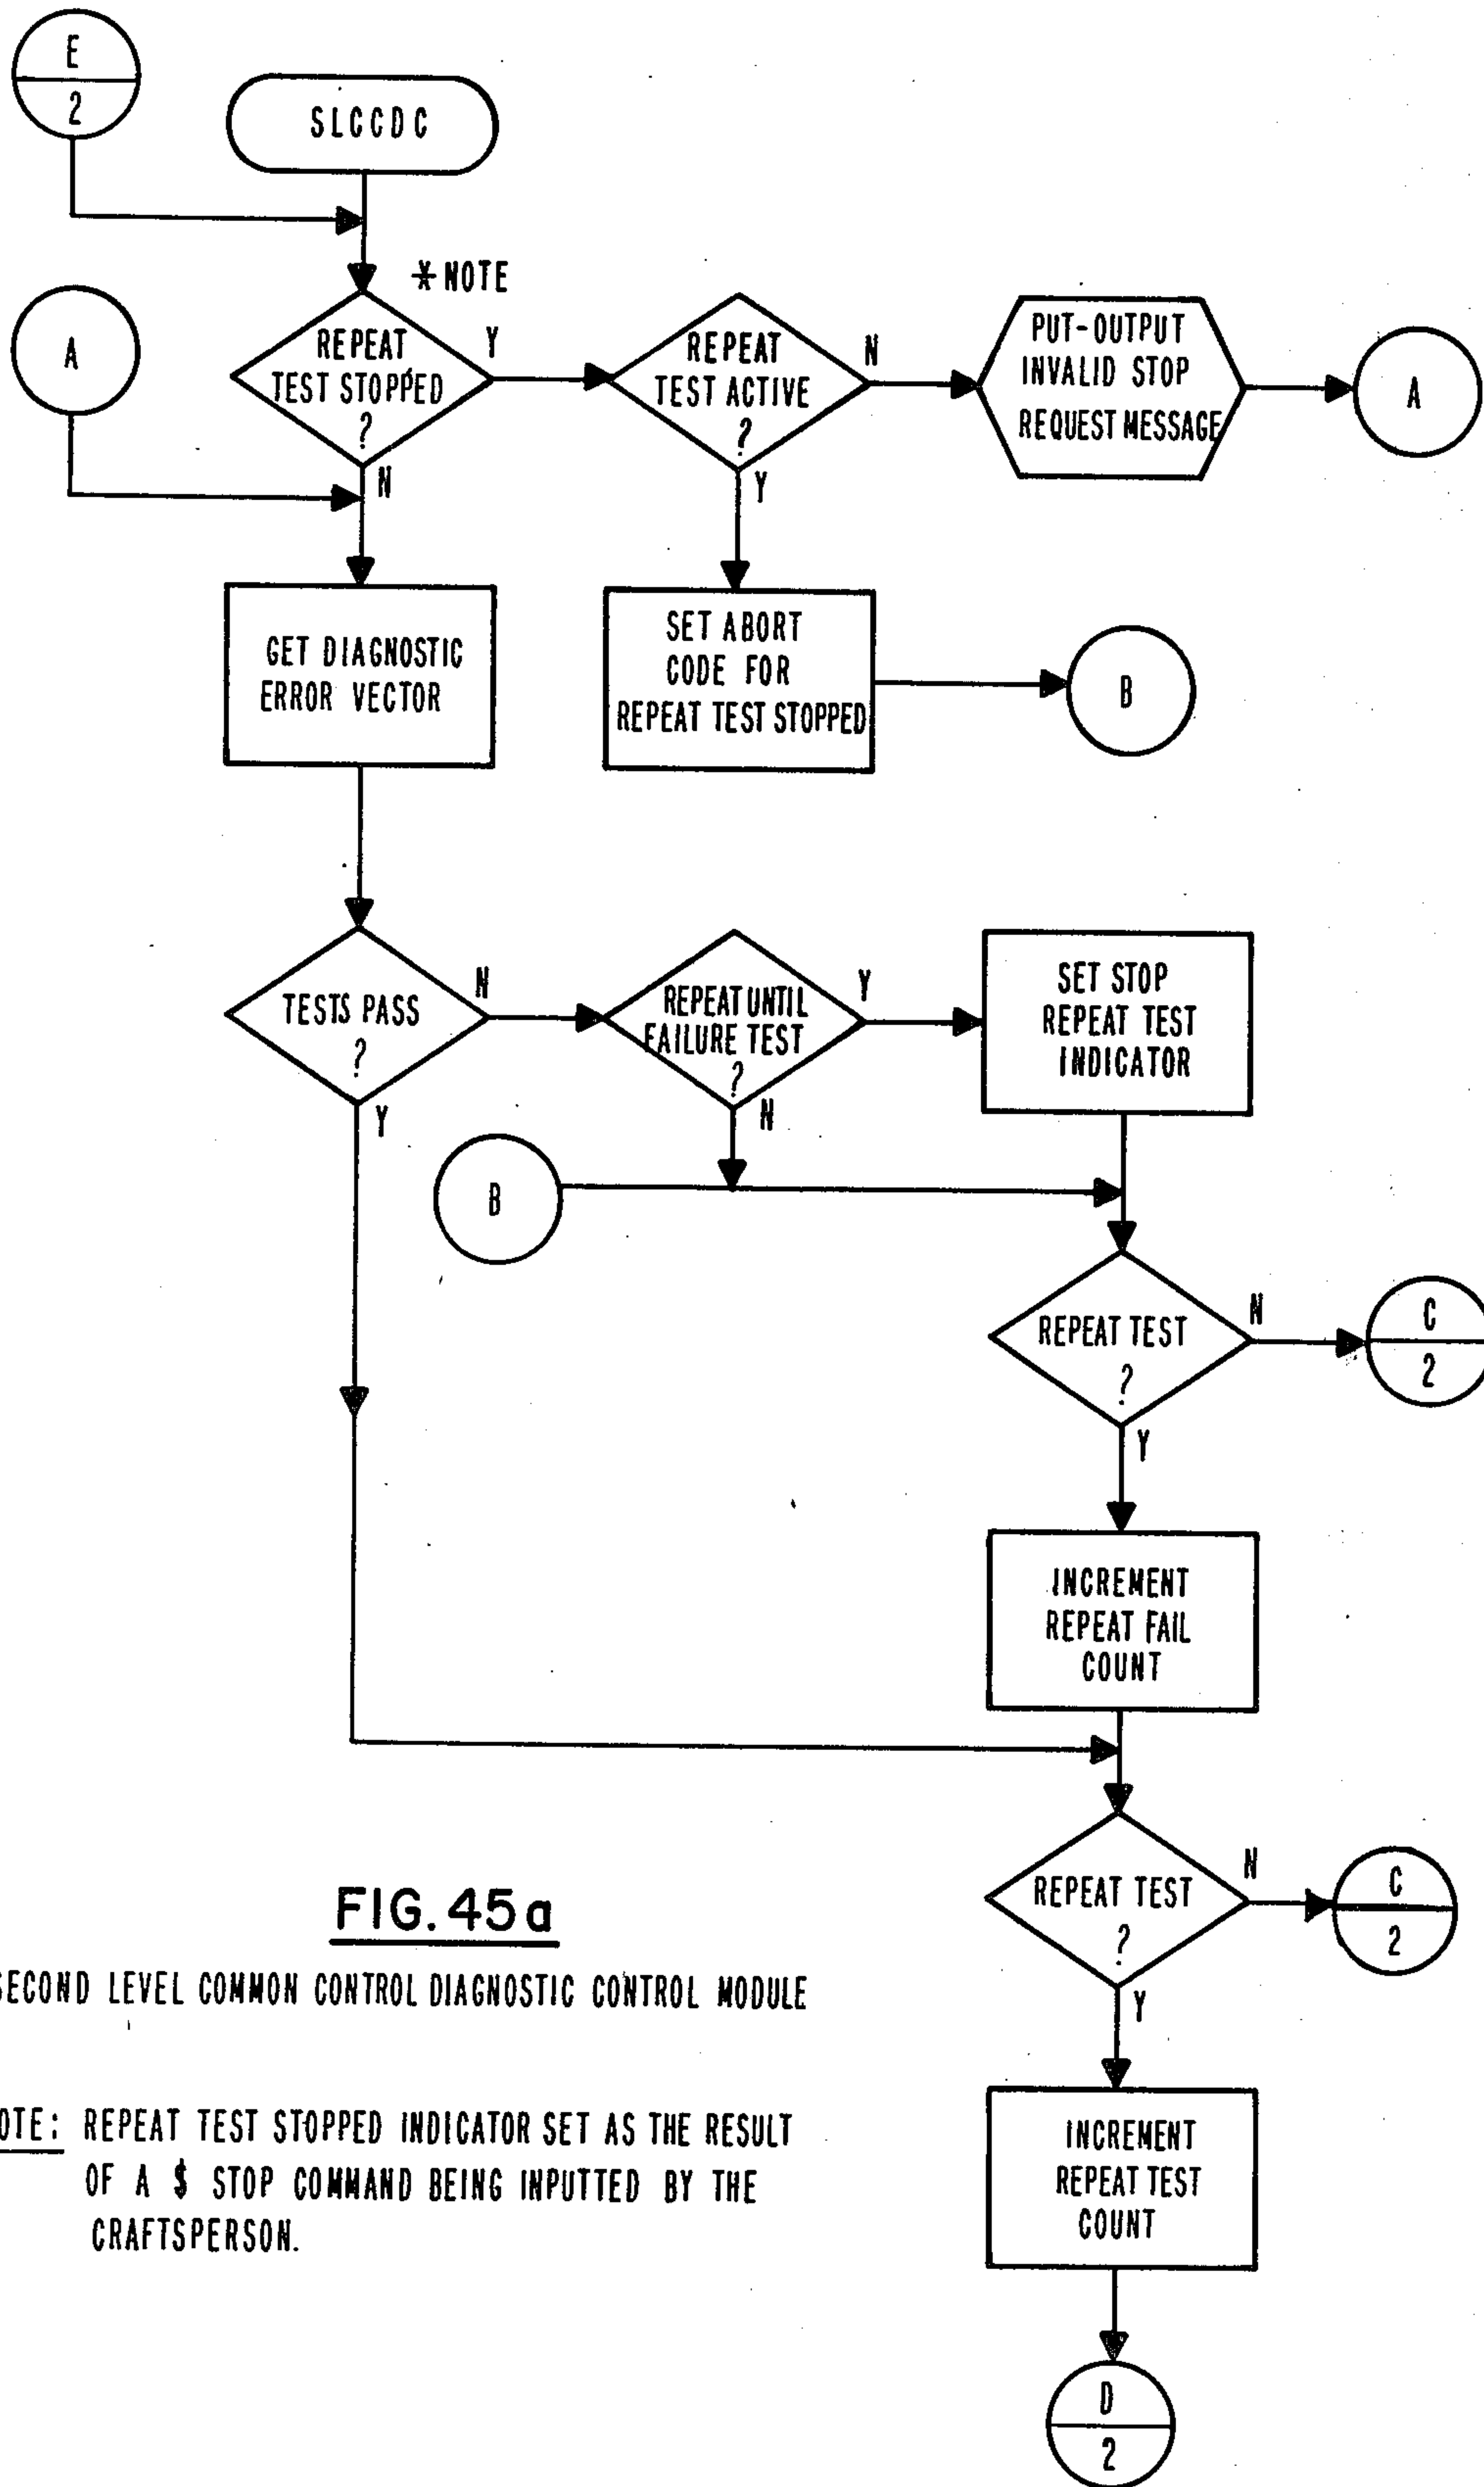 E
2
SLCCDC
*NOTE
A
REPEAT
TEST STOPPED
?
Y
N
REPEAT
TEST ACTIVE
?
N
Y
PUT-OUTPUT
INVALID STOP
REQUEST MESSAGE
A
GET DIAGNOSTIC
ERROR VECTOR
SET ABORT
CODE FOR
REPEAT TEST STOPPED
B
TESTS PASS
?
N
Y
REPEAT UNTIL
FAILURE TEST
?
Y
N
SET STOP
REPEAT TEST
INDICATOR
B
REPEAT TEST
?
N
C
2
Y
INCREMENT
REPEAT FAIL
COUNT
REPEAT TEST
?
N
C
2
Y
INCREMENT
REPEAT TEST
COUNT
D
2
FIG. 45a
SECOND LEVEL COMMON CONTROL DIAGNOSTIC CONTROL MODULE
OTE: REPEAT TEST STOPPED INDICATOR SET AS THE RESULT
OF A $ STOP COMMAND BEING INPUTTED BY THE
CRAFTSPERSON.